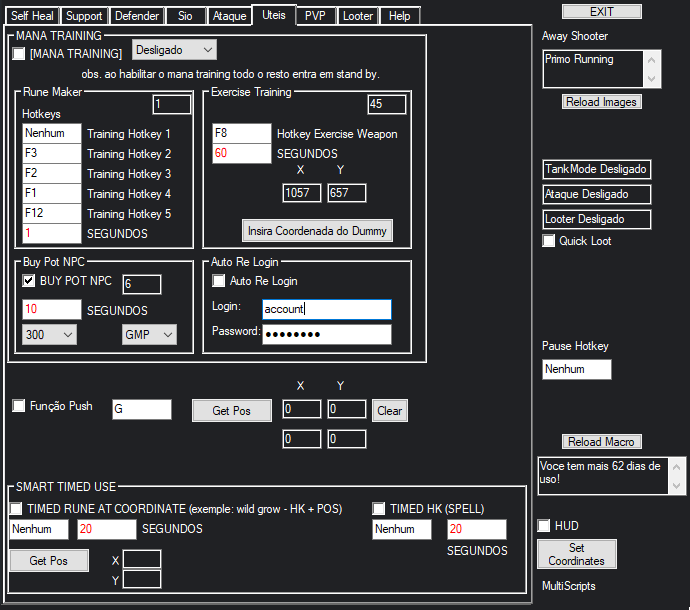 Self Heal Support Defender Sio Ataque Uteis PVP Looter Help
EXIT
MANA TRAINING
[MANA TRAINING] Desligado
obs. ao habilitar o mana training todo o resto entra em stand by.
Rune Maker
1
Hotkeys
Nenhum Training Hotkey 1
F3 Training Hotkey 2
F2 Training Hotkey 3
F1 Training Hotkey 4
F12 Training Hotkey 5
1 SEGUNDOS
Exercise Training
45
F8 Hotkey Exercise Weapon
60 SEGUNDOS
X Y
1057 657
Insira Coordenada do Dummy
Buy Pot NPC
BUY POT NPC 6
10 SEGUNDOS
300 GMP
Auto Re Login
Auto Re Login
Login: account
Password: ●●●●●●●●
X Y
Função Push G Get Pos 0 0 Clear
0 0
SMART TIMED USE
TIMED RUNE AT COORDINATE (exemple: wild grow - HK + POS)
Nenhum 20 SEGUNDOS
Get Pos X
Y
TIMED HK (SPELL)
Nenhum 20
SEGUNDOS
Away Shooter
Primo Running
Reload Images
TankMode Desligado
Ataque Desligado
Looter Desligado
Quick Loot
Pause Hotkey
Nenhum
Reload Macro
Voce tem mais 62 dias de
uso!
HUD
Set
Coordinates
MultiScripts